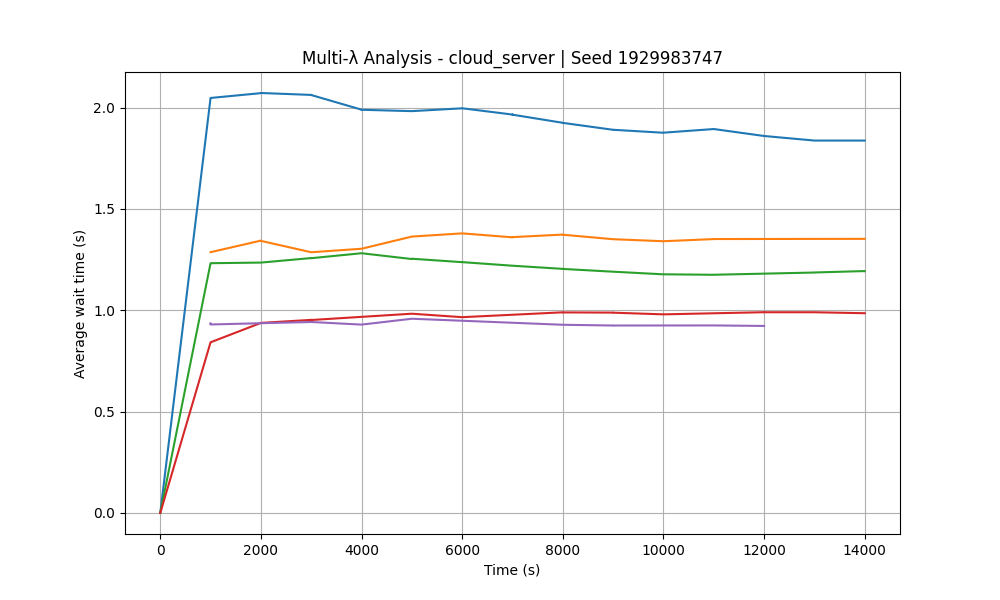 Multi-λ Analysis - cloud_server | Seed 1929983747
Average wait time (s)
2.0
1.5
1.0
0.5
0.0
0 2000 4000 6000 8000 10000 12000 14000
Time (s)